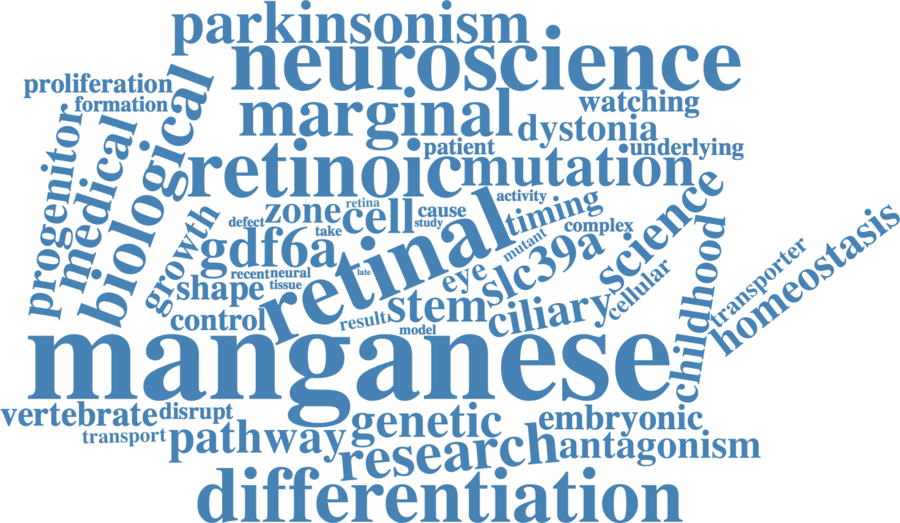 parkinsonism
neuroscience
proliferation
formation
marginal
watching
dystonia
patient
underlying
progenitor
medical
biological
retinoic
mutation
activity
retina
zone
cell
cause
defect
take
study
timing
complex
science
growth
gdf6a
retinal
mutant
slc39a
childhood
homeostasis
transporter
recent
neural
late
eye
cellular
shape
tissue
stem
ciliary
control
result
model
manganese
vertebrate
disrupt
genetic
embryonic
transport
pathway
research
antagonism
differentiation